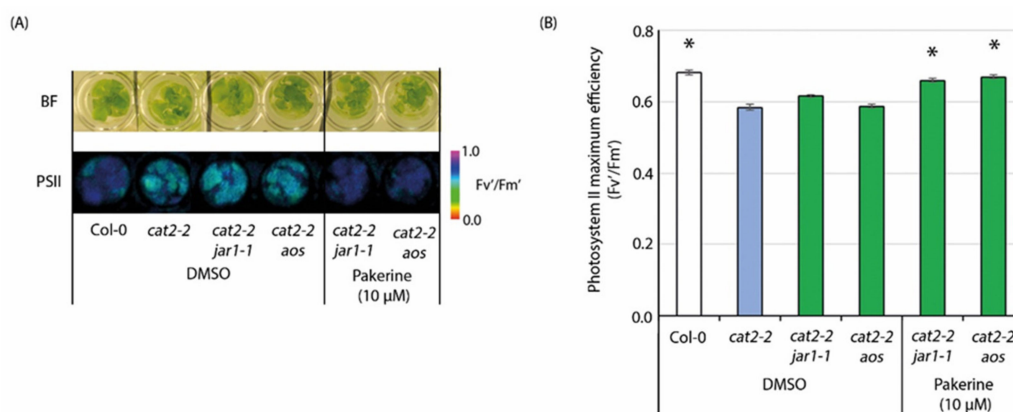 (A)
BF
PSII
1.0
Fv'/Fm'
0.0
Col-0
cat2-2
cat2-2
jar1-1
cat2-2
aos
cat2-2
jar1-1
cat2-2
aos
DMSO
Pakerine
(10 μM)
(B)
Photosystem II maximum efficiency
(Fv'/Fm')
0.8
0.6
0.4
0.2
0.0
*
*
*
Col-0
cat2-2
cat2-2
jar1-1
cat2-2
aos
cat2-2
jar1-1
cat2-2
aos
DMSO
Pakerine
(10 μM)